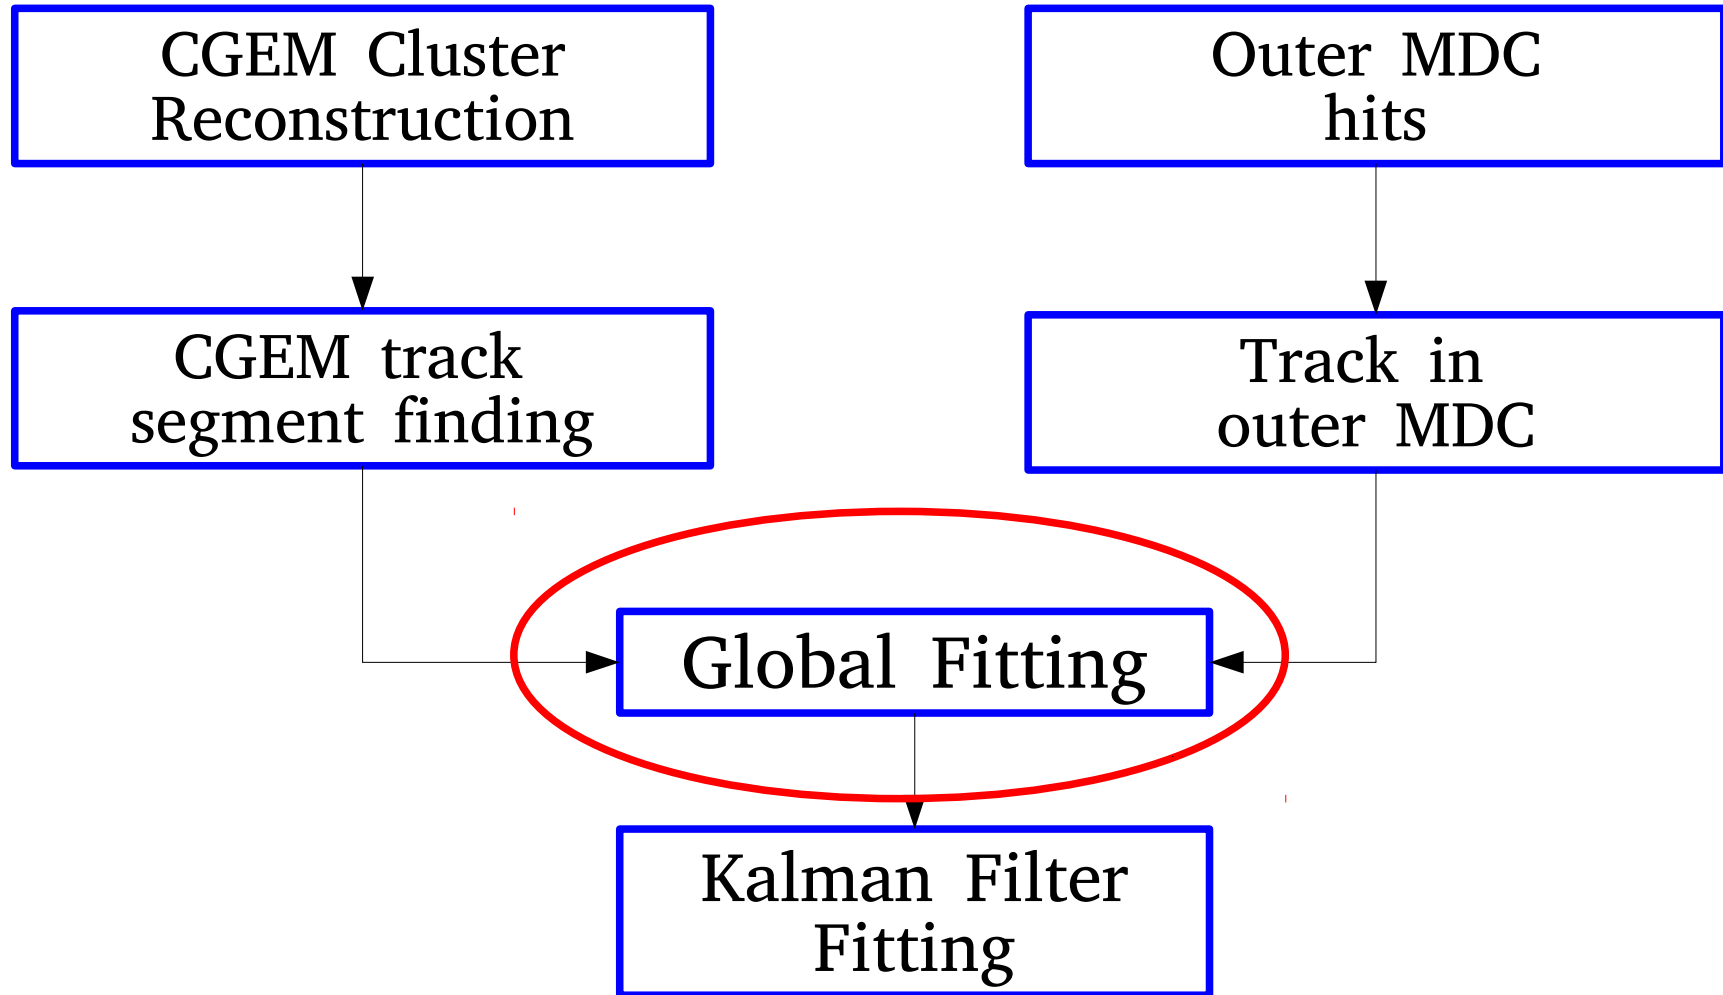 CGEM Cluster
Reconstruction
Outer MDC
hits
CGEM track
segment finding
Track in
outer MDC
Global Fitting
Kalman Filter
Fitting